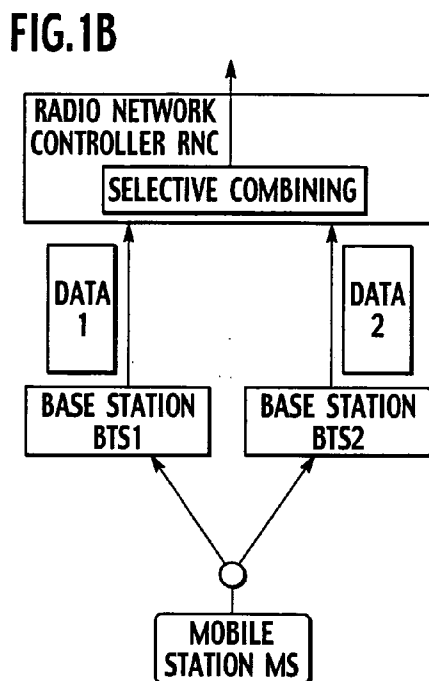 FIG.1B
RADIO NETWORK
CONTROLLER RNC
SELECTIVE COMBINING
DATA
1
DATA
2
BASE STATION
BTS1
BASE STATION
BTS2
MOBILE
STATION MS